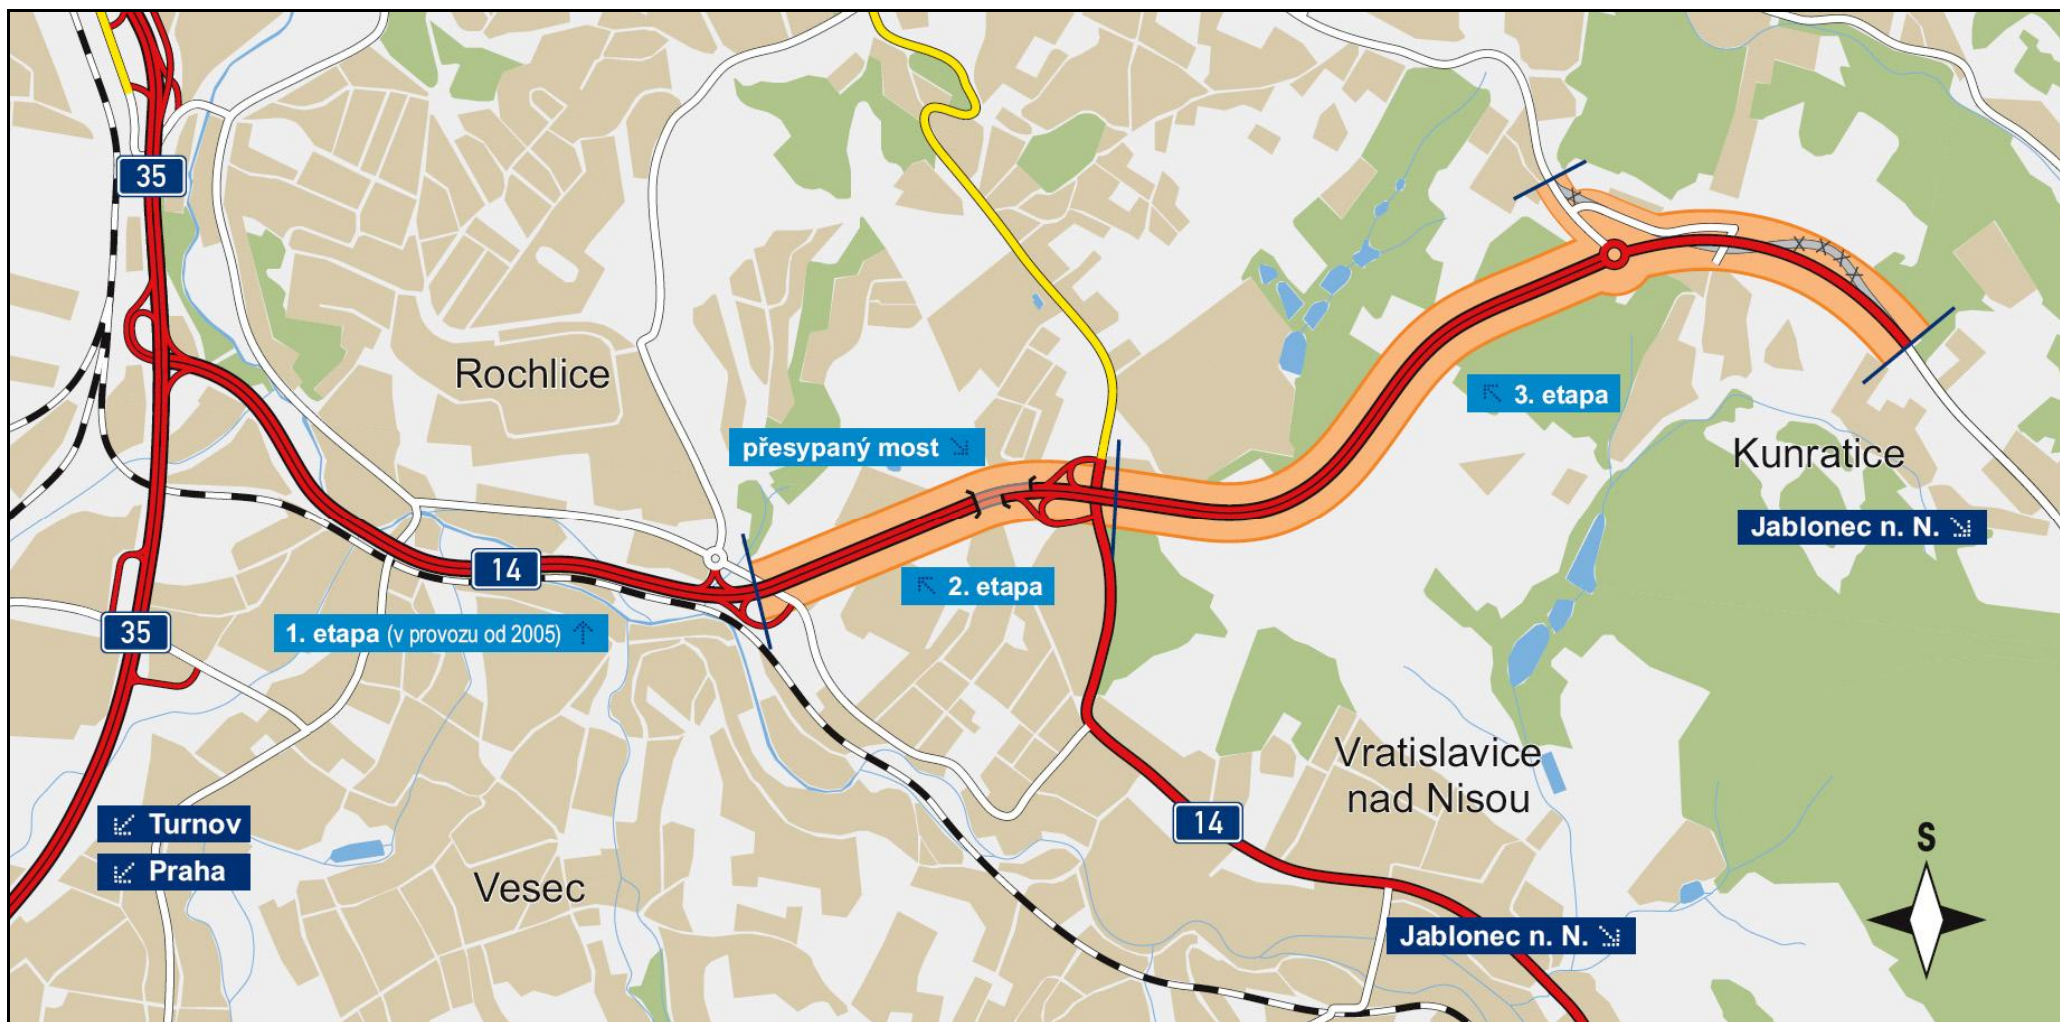 35
Rochlice
3. etapa
přesypaný most
Kunratice
Jablonec n. N.
14
2. etapa
1. etapa (v provozu od 2005)
35
Vratislavice
nad Nisou
14
Turnov
Praha
Vesec
S
Jablonec n. N.